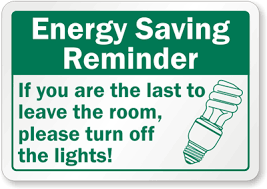 Energy Saving
Reminder
If you are the last to
leave the room,
please turn off
the lights!